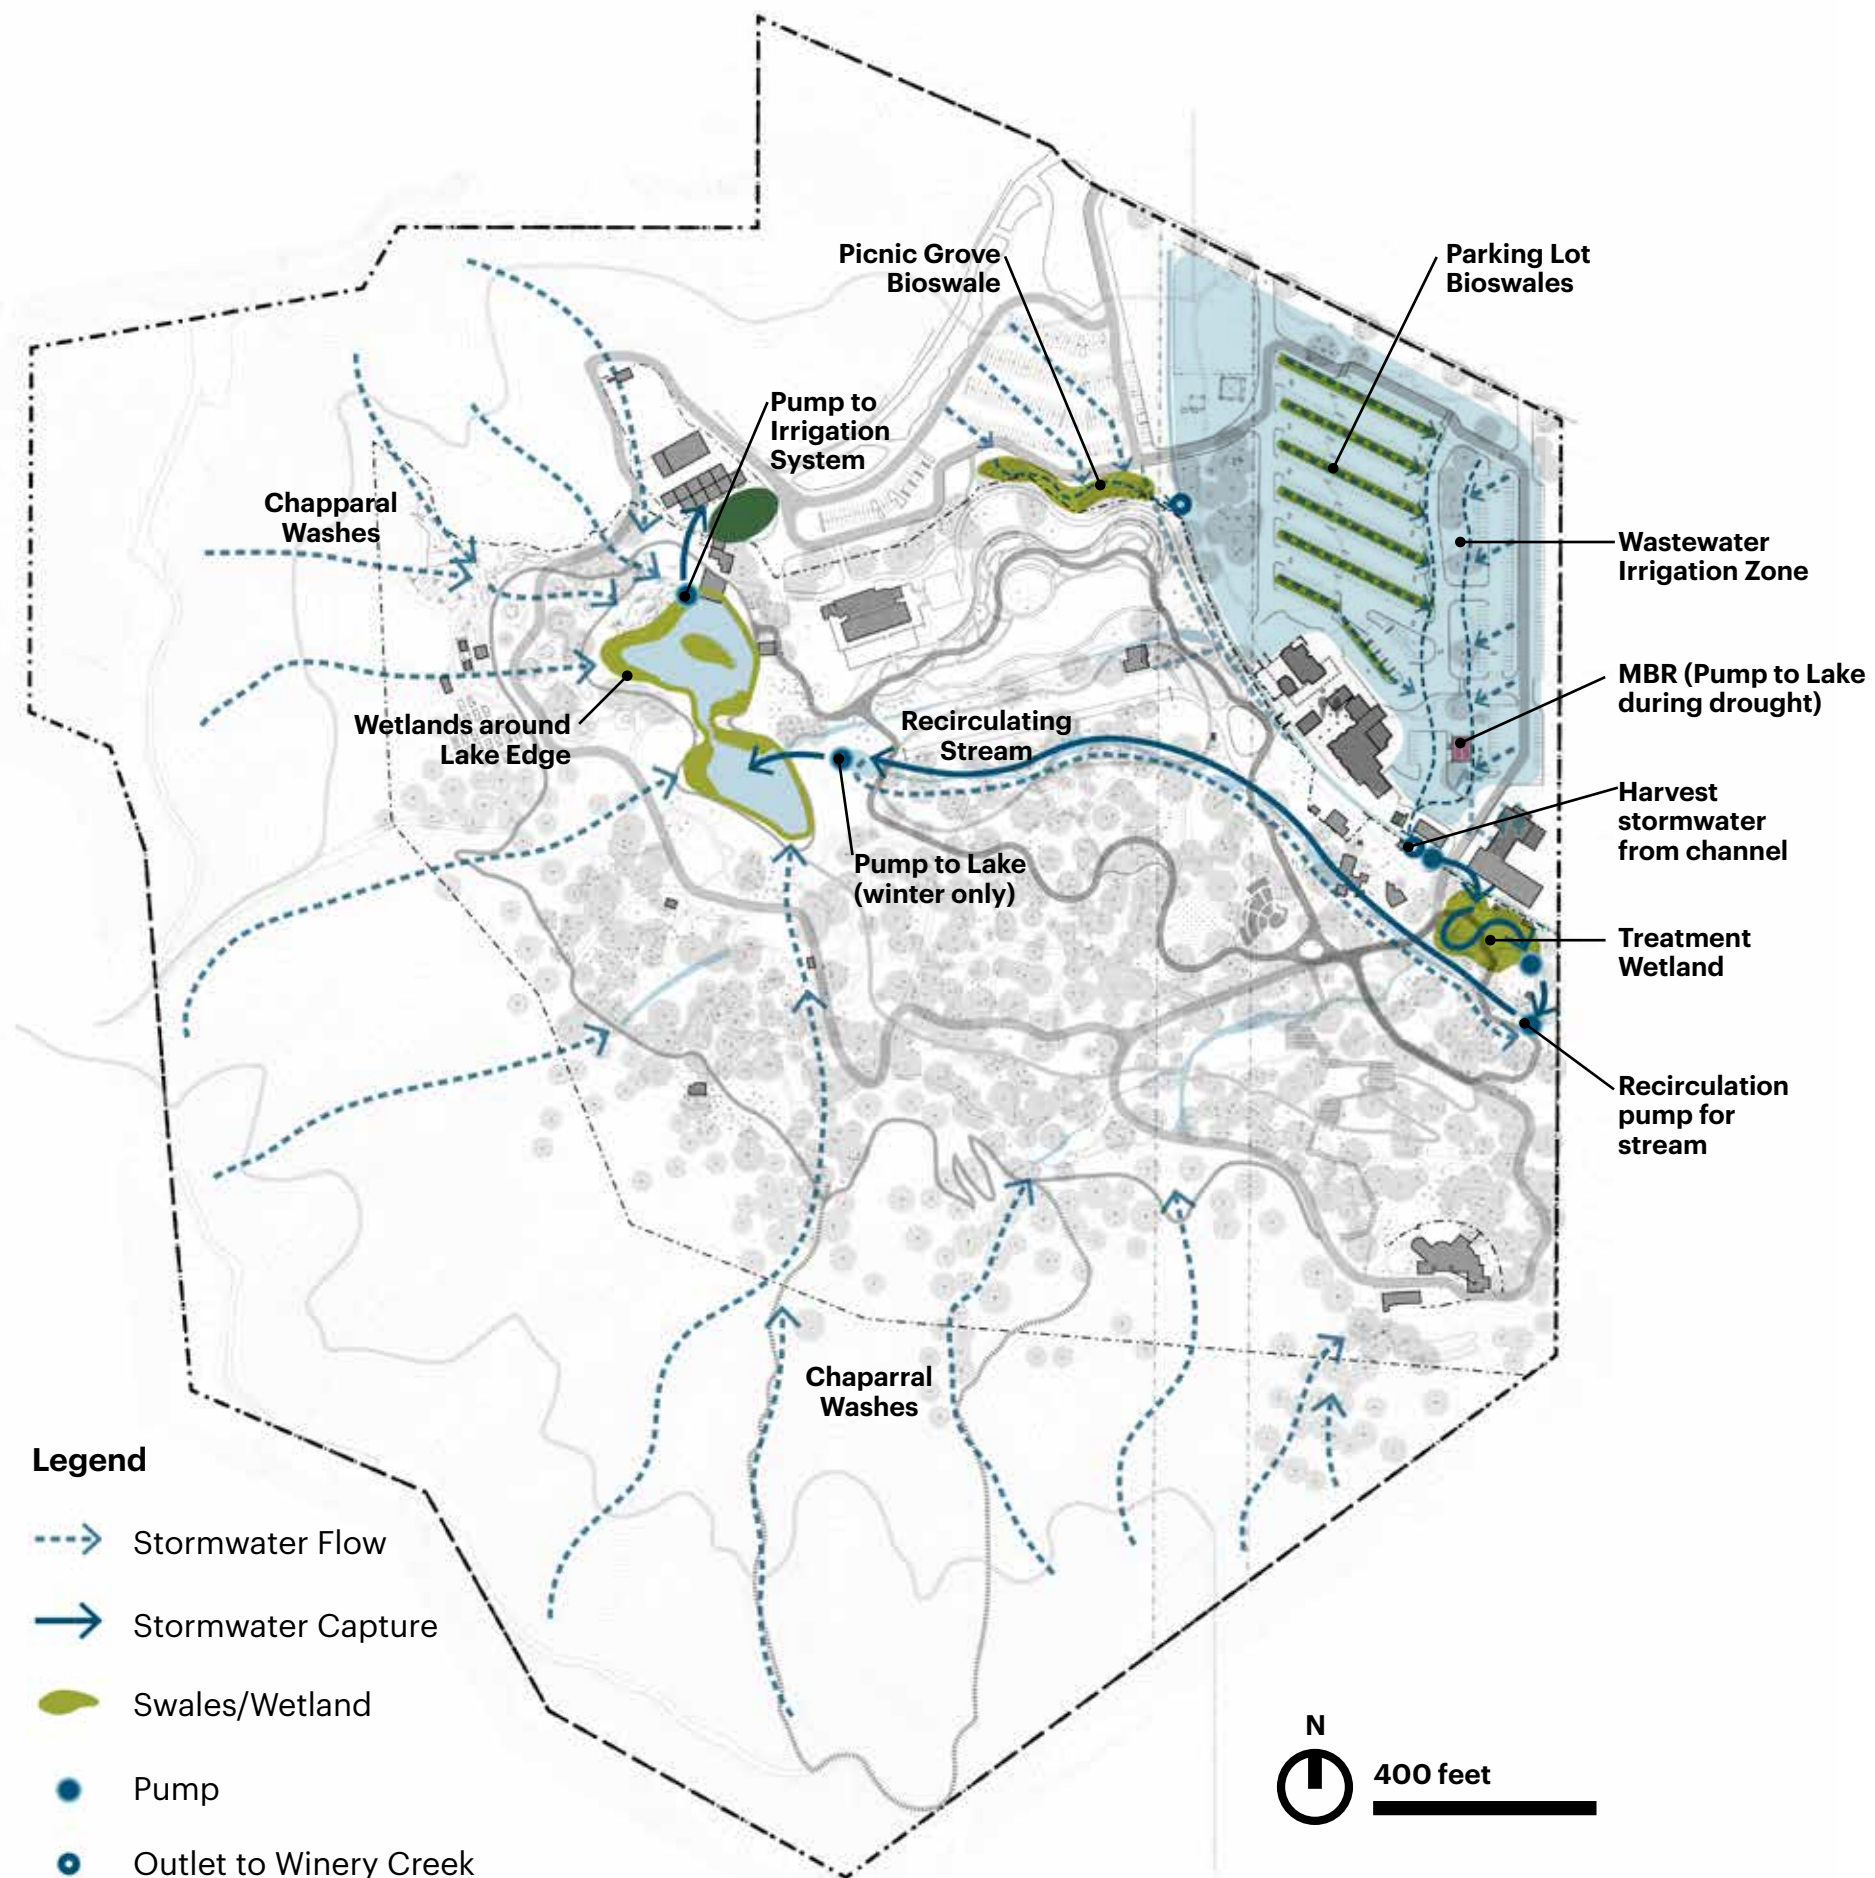 Picnic Grove
Bioswale
Parking Lot
Bioswales
Pump to
Irrigation
System
Chapparal
Washes
Wastewater
Irrigation Zone
MBR (Pump to Lake
during drought)
Wetlands around
Lake Edge
Recirculating
Stream
Harvest
stormwater
from channel
Pump to Lake
(winter only)
Treatment
Wetland
Recirculation
pump for
stream
Chaparral
Washes
Legend
Stormwater Flow
Stormwater Capture
Swales/Wetland
Pump
Outlet to Winery Creek
N
400 feet